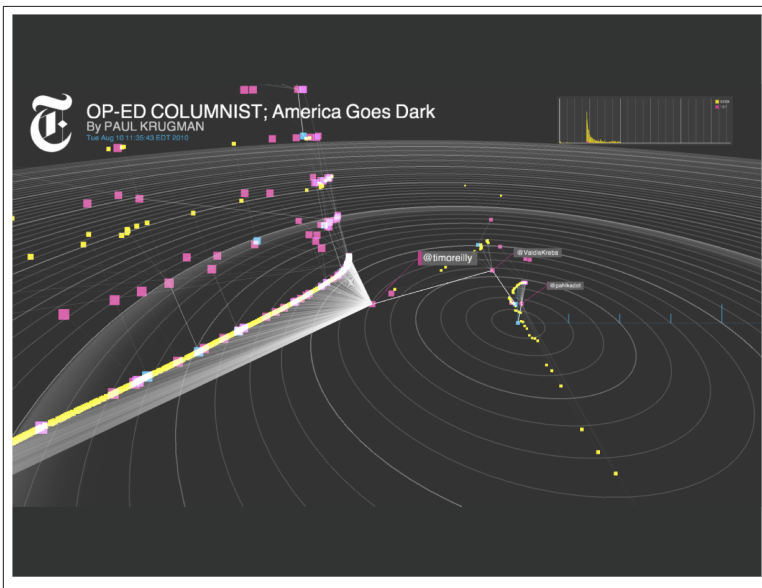 OP-ED COLUMNIST; America Goes Dark
By PAUL KRUGMAN
Tue Aug 10 11:35:43 EDT 2010
@timoreilly
@ValdisKrebs
@pahlkadot